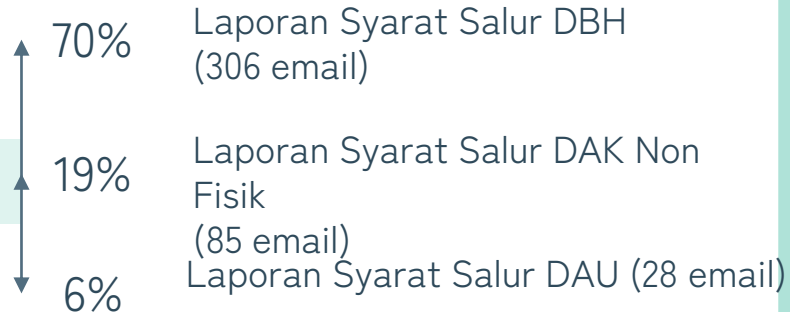 70%
Laporan Syarat Salur DBH
(306 email)
19%
Laporan Syarat Salur DAK Non
Fisik
(85 email)
6%
Laporan Syarat Salur DAU (28 email)